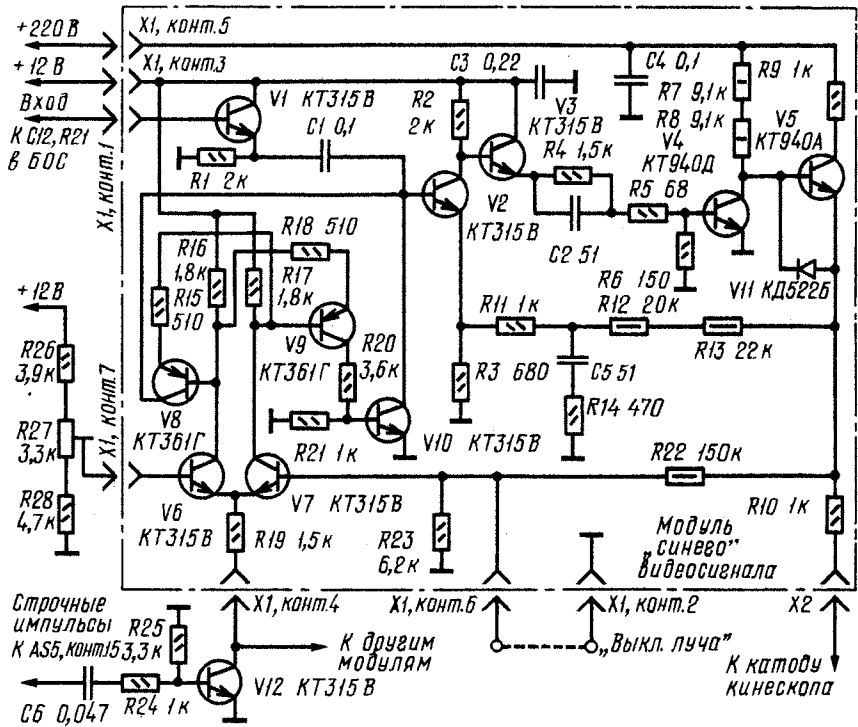 +220 В
X1, конт.5
+12 В
X1, конт.3
Вход
К С12, R21
в БОС
X1, конт.1
V1 КТ315В
C1 0,1
R1 2к
R2
2к
C3 0,22
V3
КТ315В
R4 1,5к
C2 51
V2
КТ315В
C4 0,1
R7 9,1к
R8 9,1к
V4
КТ940Д
R9 1к
V5
КТ940А
R5 68
R6 150
V11 КД522Б
R18 510
R16
1,8к
R15
510
R17
1,8к
V9
КТ361Г
R20
3,6к
R11 1к
R12 20к
R13 22к
R3 680
C5 51
R14 470
+12В
R26
3,9к
R27
3,3к
R28
4,7к
X1, конт.7
V8
КТ361Г
R21 1к
V10 КТ315В
V6
КТ315В
V7 КТ315В
R19 1,5к
R22 150к
R23
6,2к
R10 1к
Модуль
„синего”
видеосигнала
X1, конт.4
X1, конт.6
X1, конт.2
X2
Строчные
импульсы
К AS5, конт15
R25
3,3к
К другим
модулям
„Выкл. луча”
К катоду
кинескопа
V12 КТ315В
C6 0,047
R24 1к